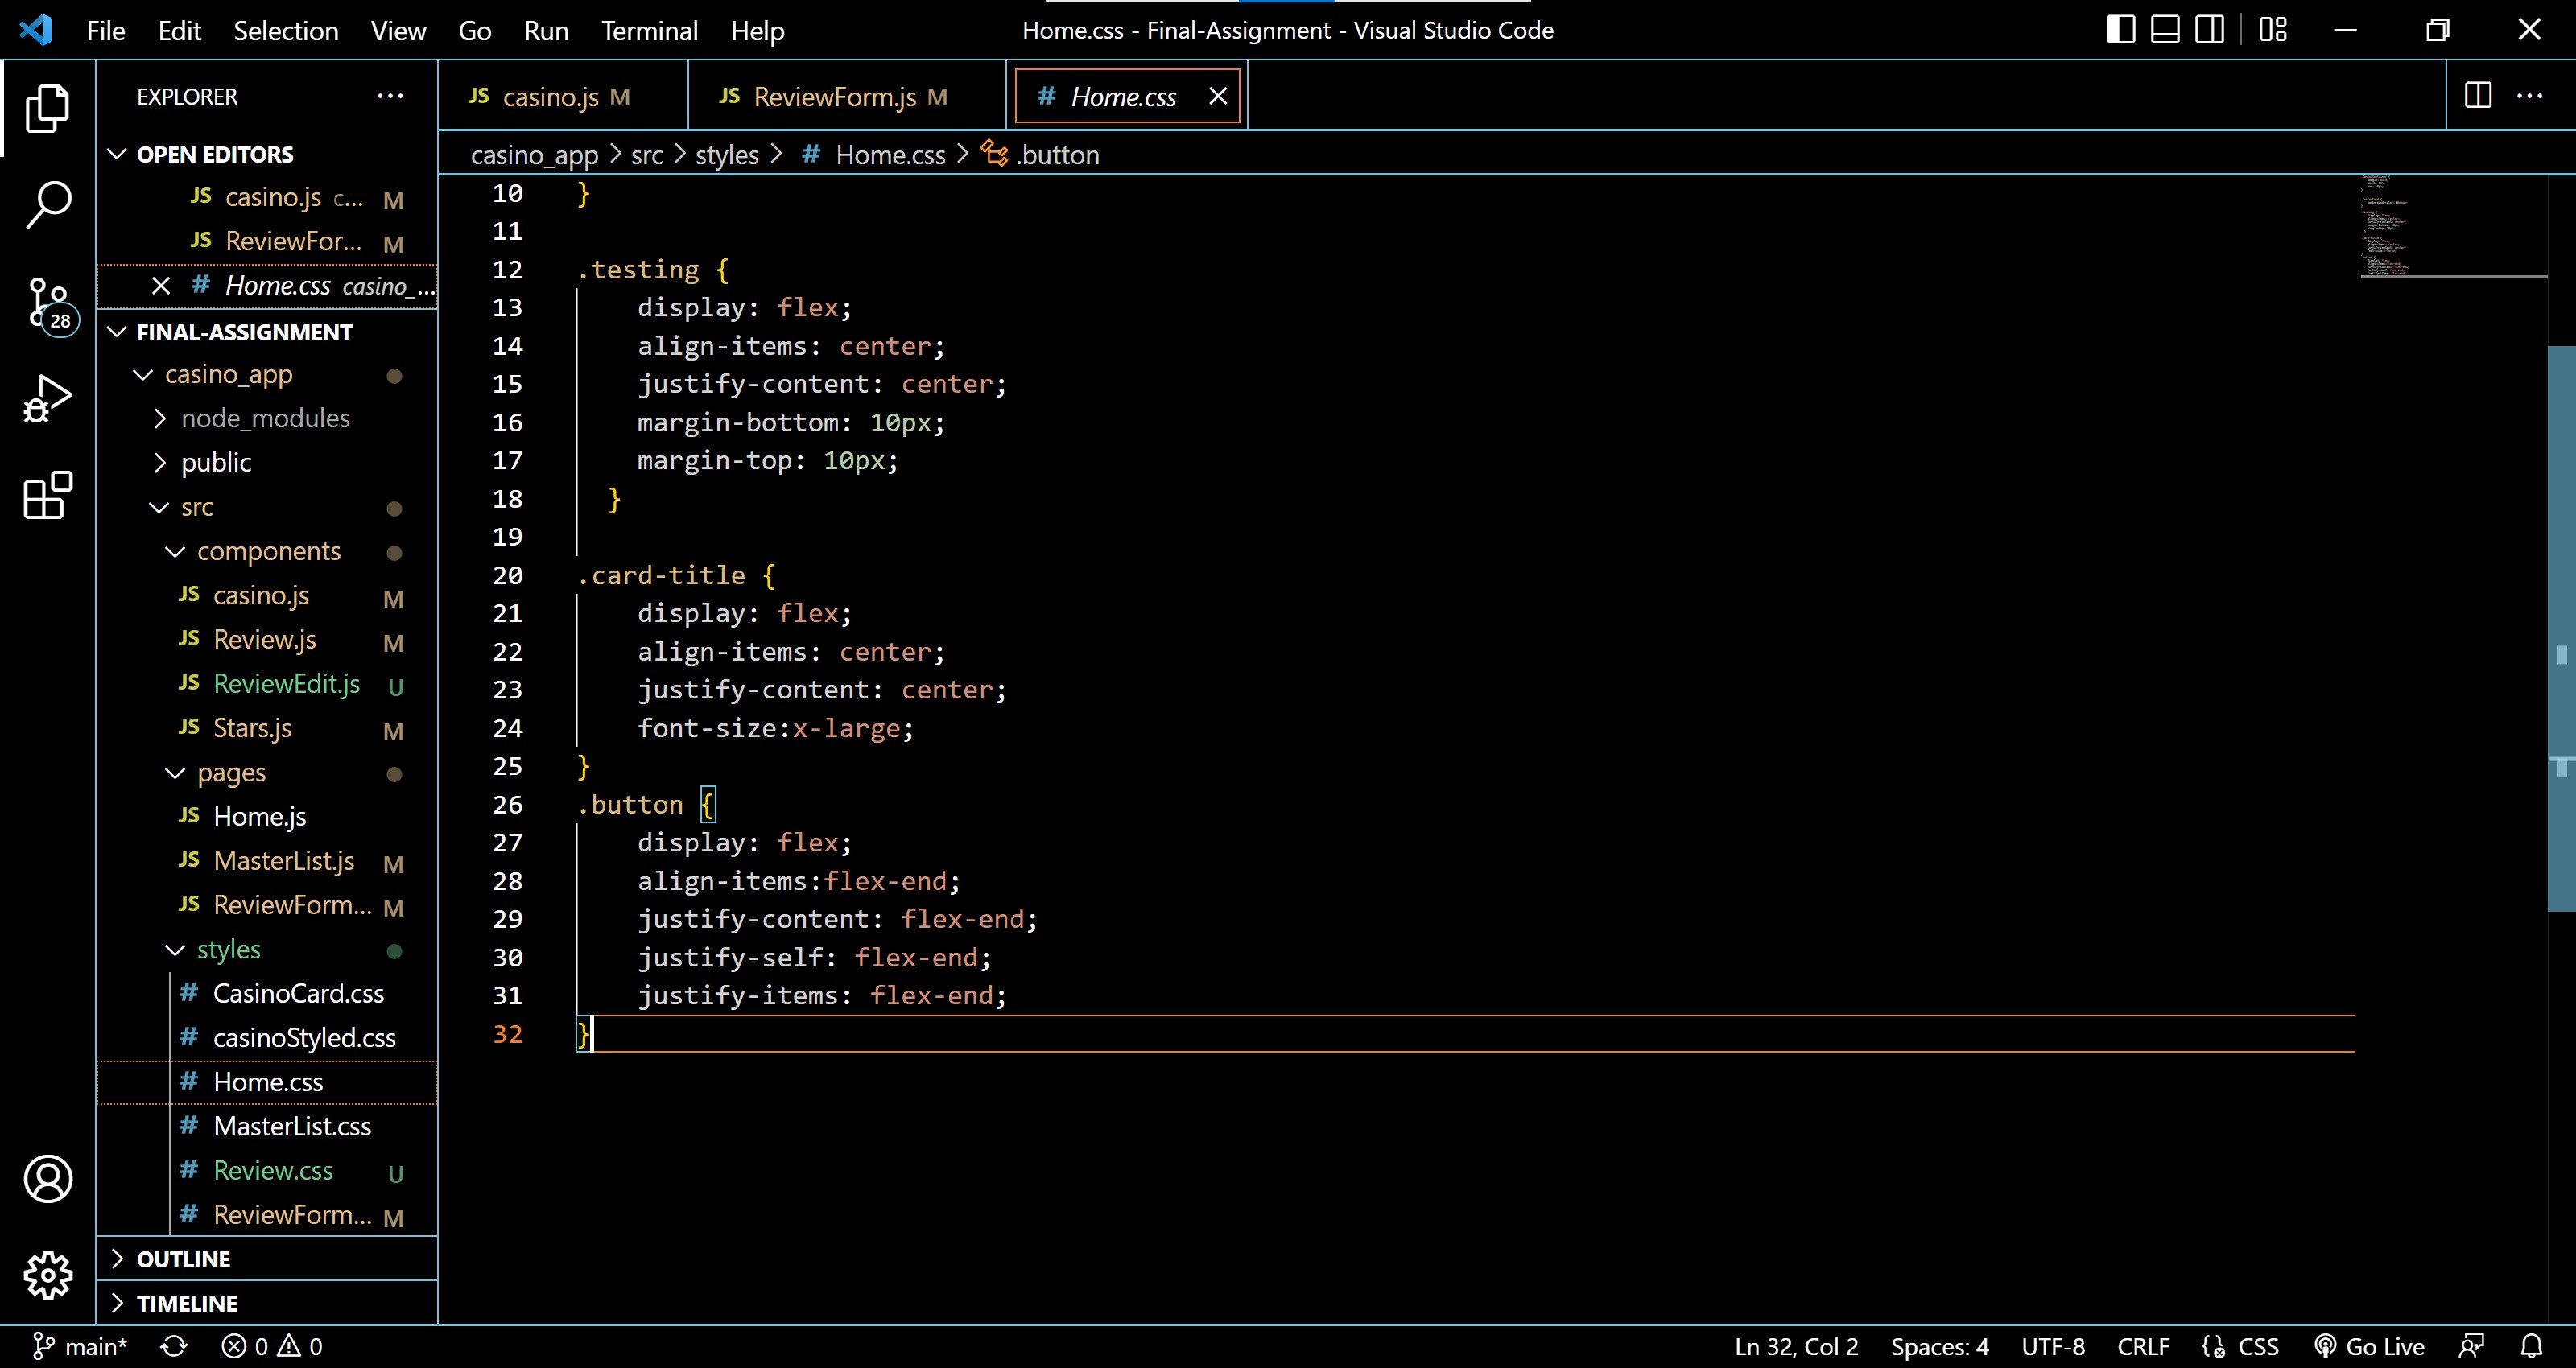 File Edit Selection View Go Run Terminal Help
Home.css - Final-Assignment - Visual Studio Code
EXPLORER
OPEN EDITORS
JS casino.js c... M
JS ReviewFor... M
# Home.css casino_...
28
FINAL-ASSIGNMENT
casino_app
node_modules
public
src
components
JS casino.js M
JS Review.js M
JS ReviewEdit.js U
JS Stars.js M
pages
JS Home.js
JS MasterList.js M
JS ReviewForm... M
styles
# CasinoCard.css
# casinoStyled.css
# Home.css
# MasterList.css
# Review.css U
# ReviewForm... M
OUTLINE
TIMELINE
JS casino.js M
JS ReviewForm.js M
# Home.css
casino_app > src > styles > # Home.css > .button
10 }
11
12 .testing {
13 display: flex;
14 align-items: center;
15 justify-content: center;
16 margin-bottom: 10px;
17 margin-top: 10px;
18 }
19
20 .card-title {
21 display: flex;
22 align-items: center;
23 justify-content: center;
24 font-size:x-large;
25 }
26 .button {
27 display: flex;
28 align-items:flex-end;
29 justify-content: flex-end;
30 justify-self: flex-end;
31 justify-items: flex-end;
32 }
main* 0 0
Ln 32, Col 2 Spaces: 4 UTF-8 CRLF CSS Go Live